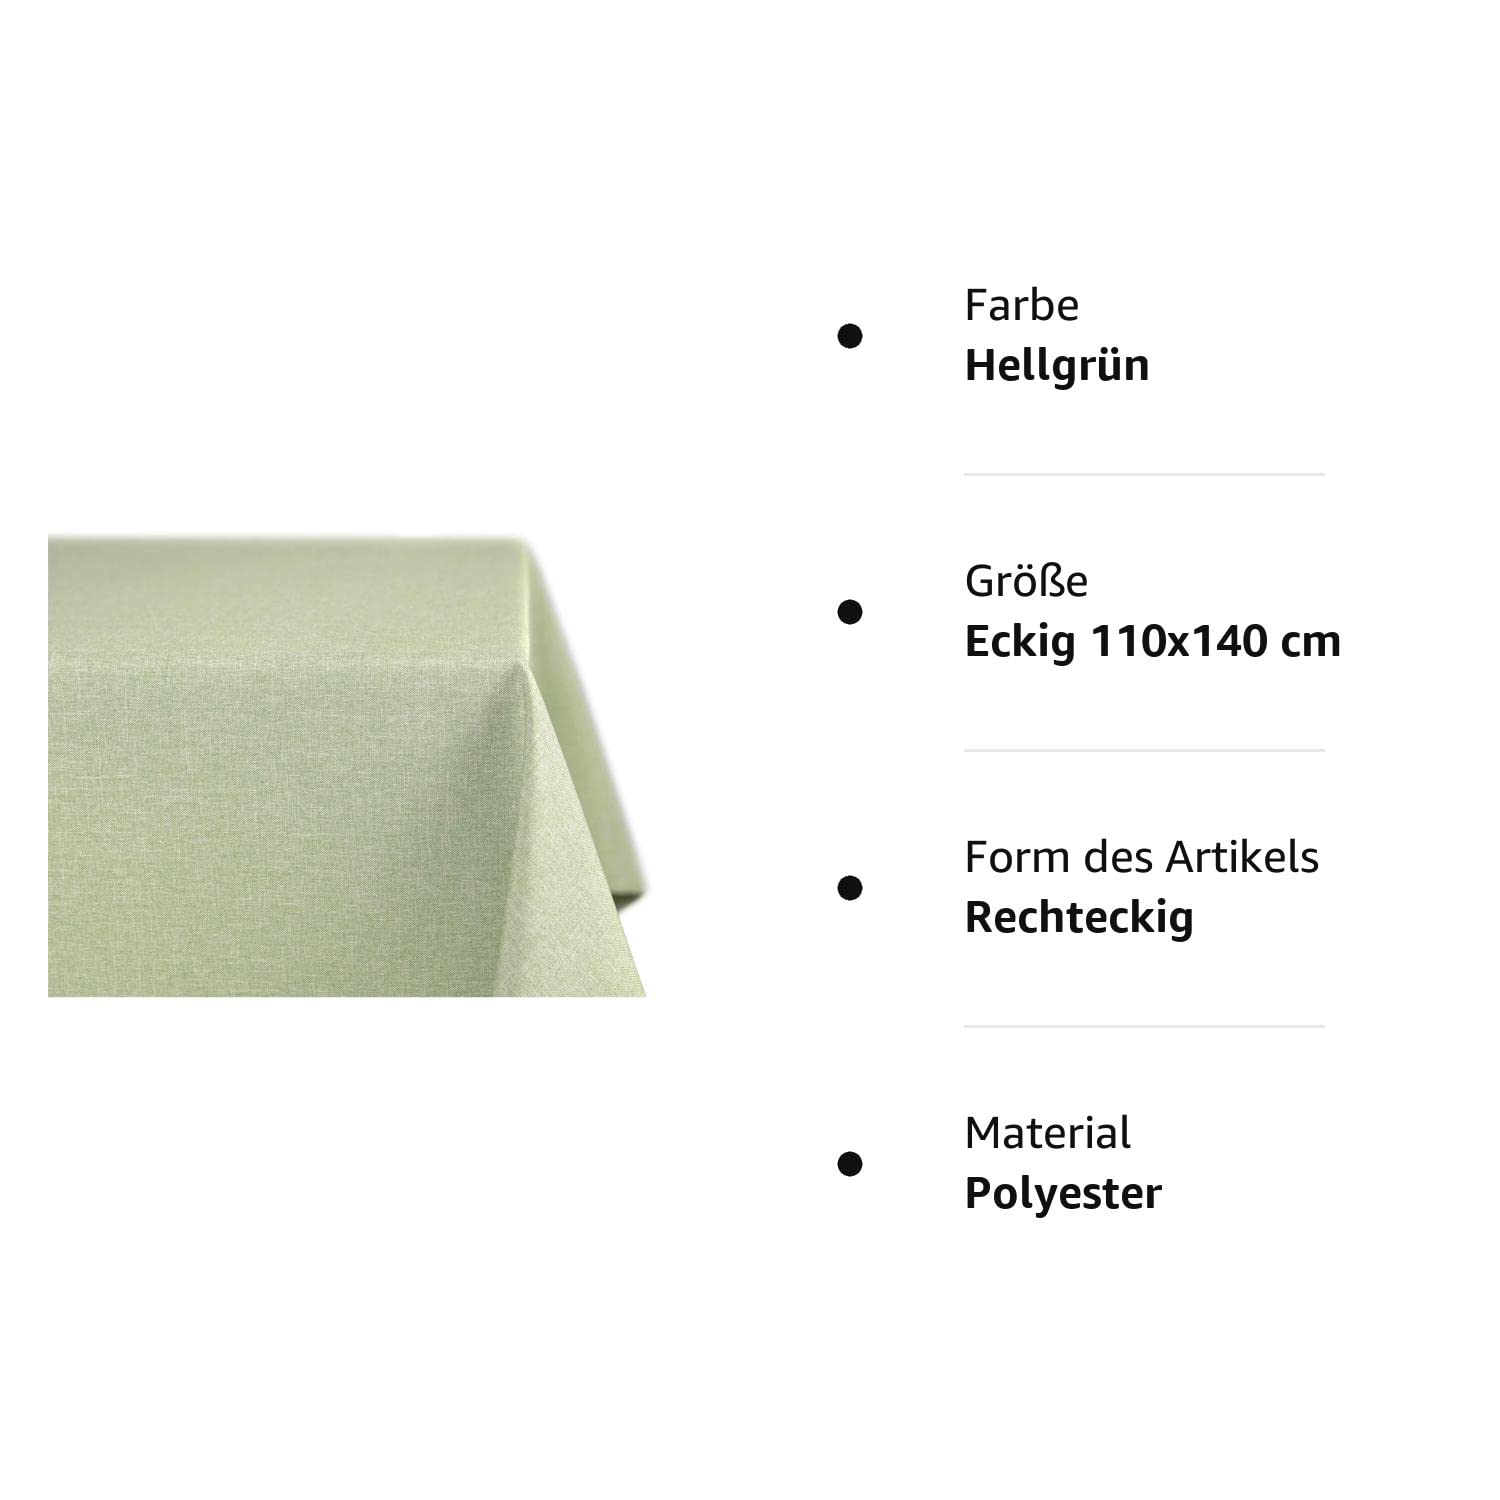 Farbe
Hellgrün
Größe
Eckig 110x140 cm
Form des Artikels
Rechteckig
Material
Polyester